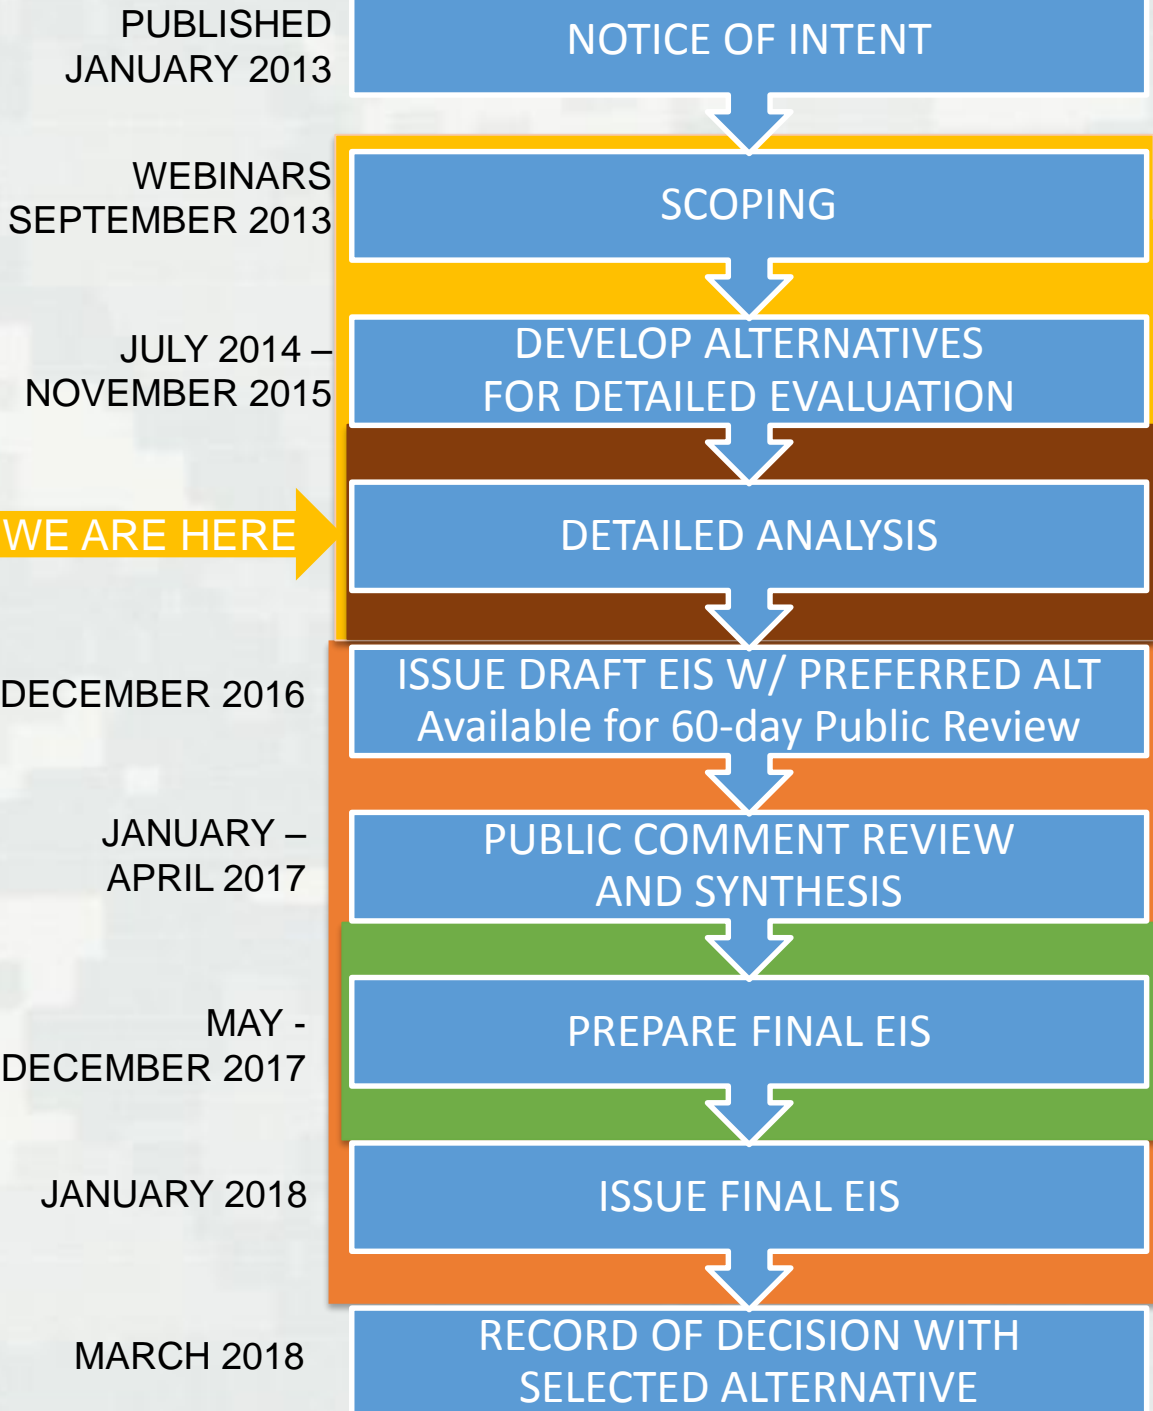 PUBLISHED
JANUARY 2013
NOTICE OF INTENT
WEBINARS
SEPTEMBER 2013
SCOPING
JULY 2014 –
NOVEMBER 2015
DEVELOP ALTERNATIVES
FOR DETAILED EVALUATION
WE ARE HERE
DETAILED ANALYSIS
DECEMBER 2016
ISSUE DRAFT EIS W/ PREFERRED ALT
Available for 60-day Public Review
JANUARY –
APRIL 2017
PUBLIC COMMENT REVIEW
AND SYNTHESIS
MAY -
DECEMBER 2017
PREPARE FINAL EIS
JANUARY 2018
ISSUE FINAL EIS
MARCH 2018
RECORD OF DECISION WITH
SELECTED ALTERNATIVE